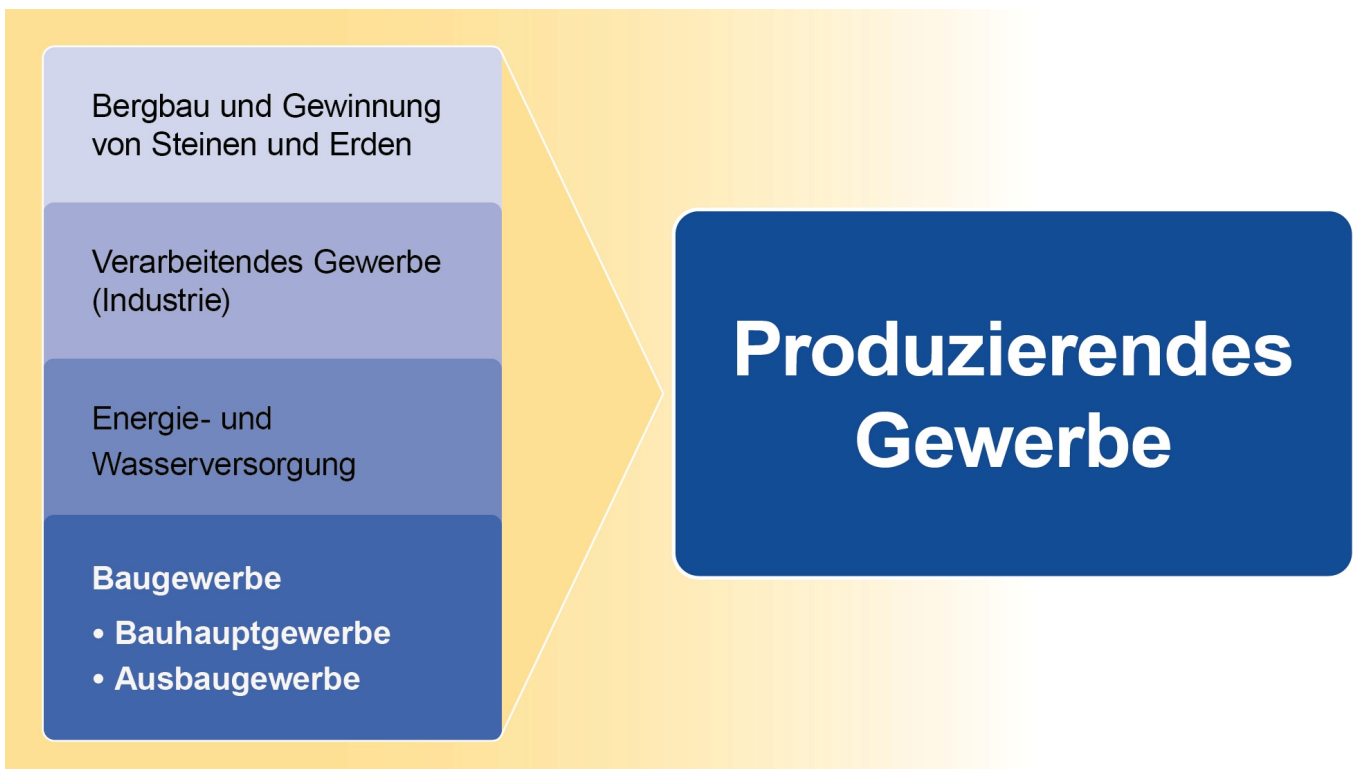 Bergbau und Gewinnung
von Steinen und Erden
Verarbeitendes Gewerbe
(Industrie)
Energie- und
Wasserversorgung
Baugewerbe
• Bauhauptgewerbe
• Ausbaugewerbe
Produzierendes
Gewerbe